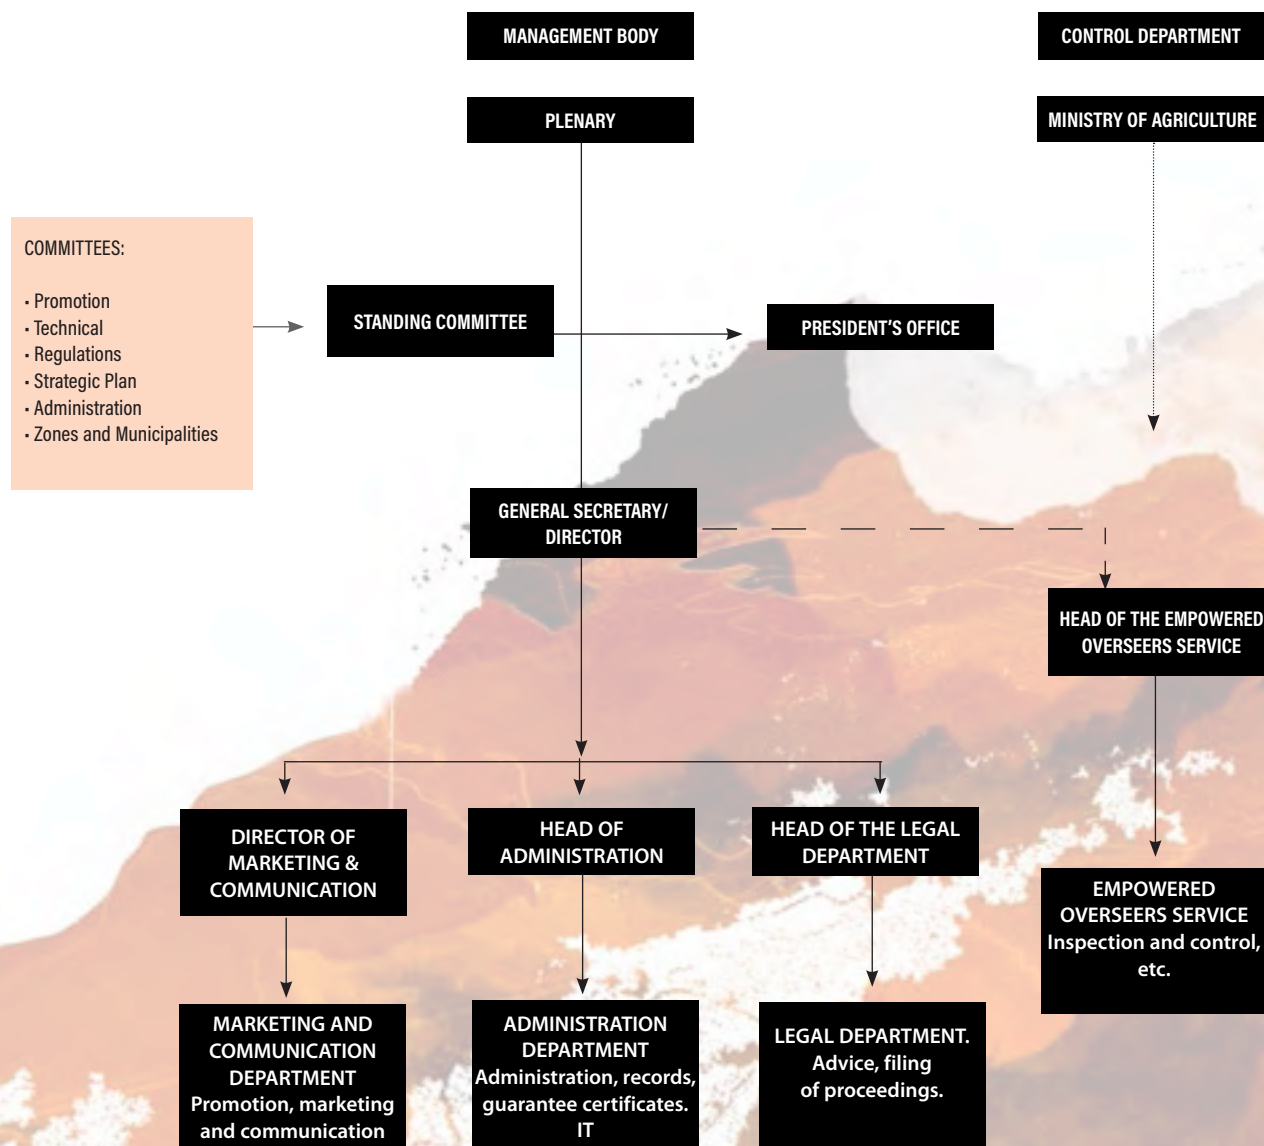 MANAGEMENT BODY
CONTROL DEPARTMENT
PLENARY
MINISTRY OF AGRICULTURE
COMMITTEES:
· Promotion
· Technical
· Regulations
· Strategic Plan
· Administration
· Zones and Municipalities
STANDING COMMITTEE
PRESIDENT'S OFFICE
GENERAL SECRETARY/
DIRECTOR
HEAD OF THE EMPOWERED
OVERSEERS SERVICE
DIRECTOR OF
MARKETING &
COMMUNICATION
HEAD OF
ADMINISTRATION
HEAD OF THE LEGAL
DEPARTMENT
EMPOWERED
OVERSEERS SERVICE
Inspection and control,
etc.
MARKETING AND
COMMUNICATION
DEPARTMENT
Promotion, marketing
and communication
ADMINISTRATION
DEPARTMENT
Administration, records,
guarantee certificates.
IT
LEGAL DEPARTMENT.
Advice, filing
of proceedings.